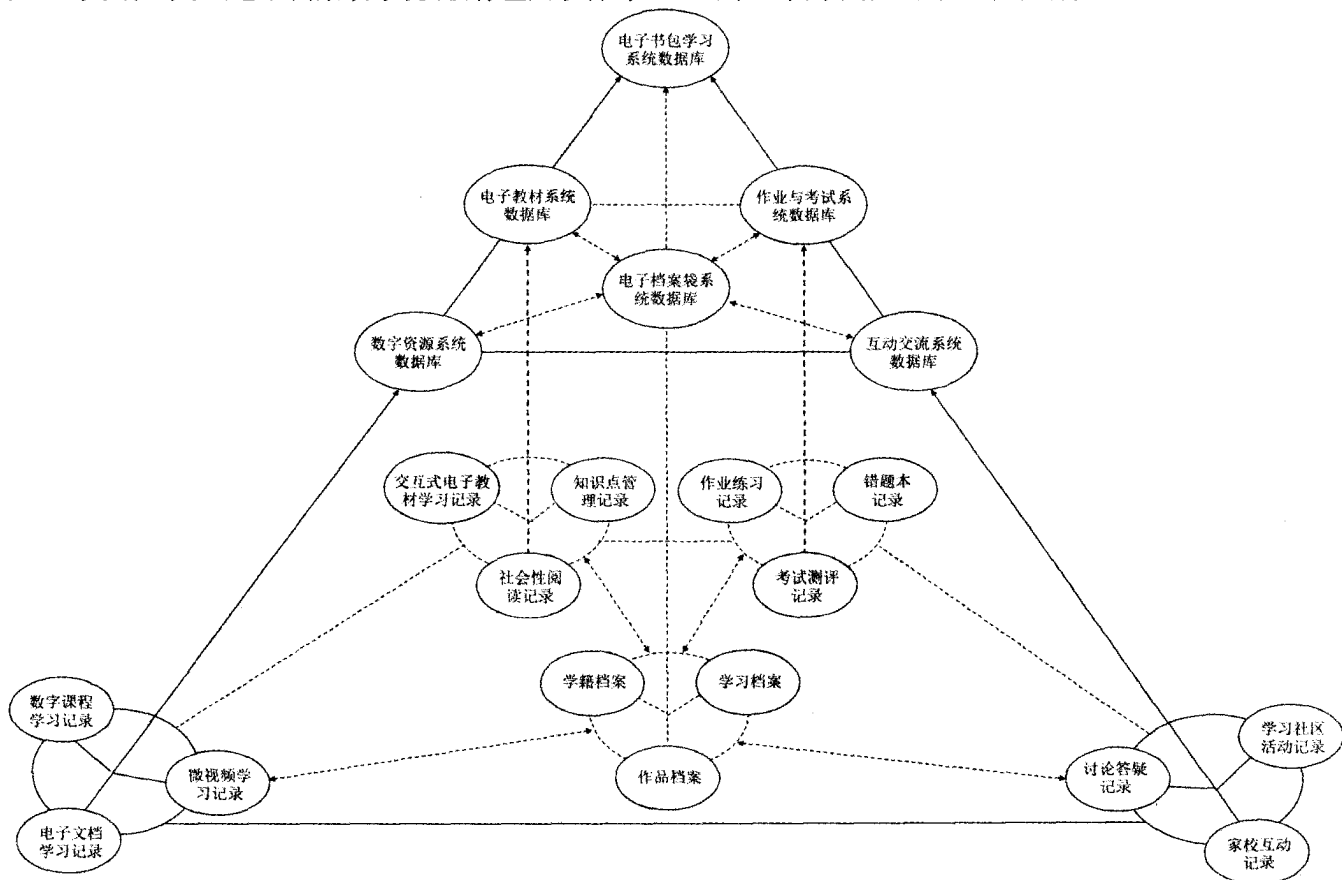 电子书包学习
系统数据库
电子教材系统
数据库
作业与考试系
统数据库
电子档案袋系
统数据库
数字资源系统
数据库
互动交流系统
数据库
交互式电子教
材学习记录
知识点管
理记录
作业练习
记录
错题本
记录
社会性阅
读记录
考试测评
记录
学籍档案
学习档案
数字课程
学习记录
学习社区
活动记录
微视频学
习记录
作品档案
讨论答疑
记录
电子文档
学习记录
家校互动
记录